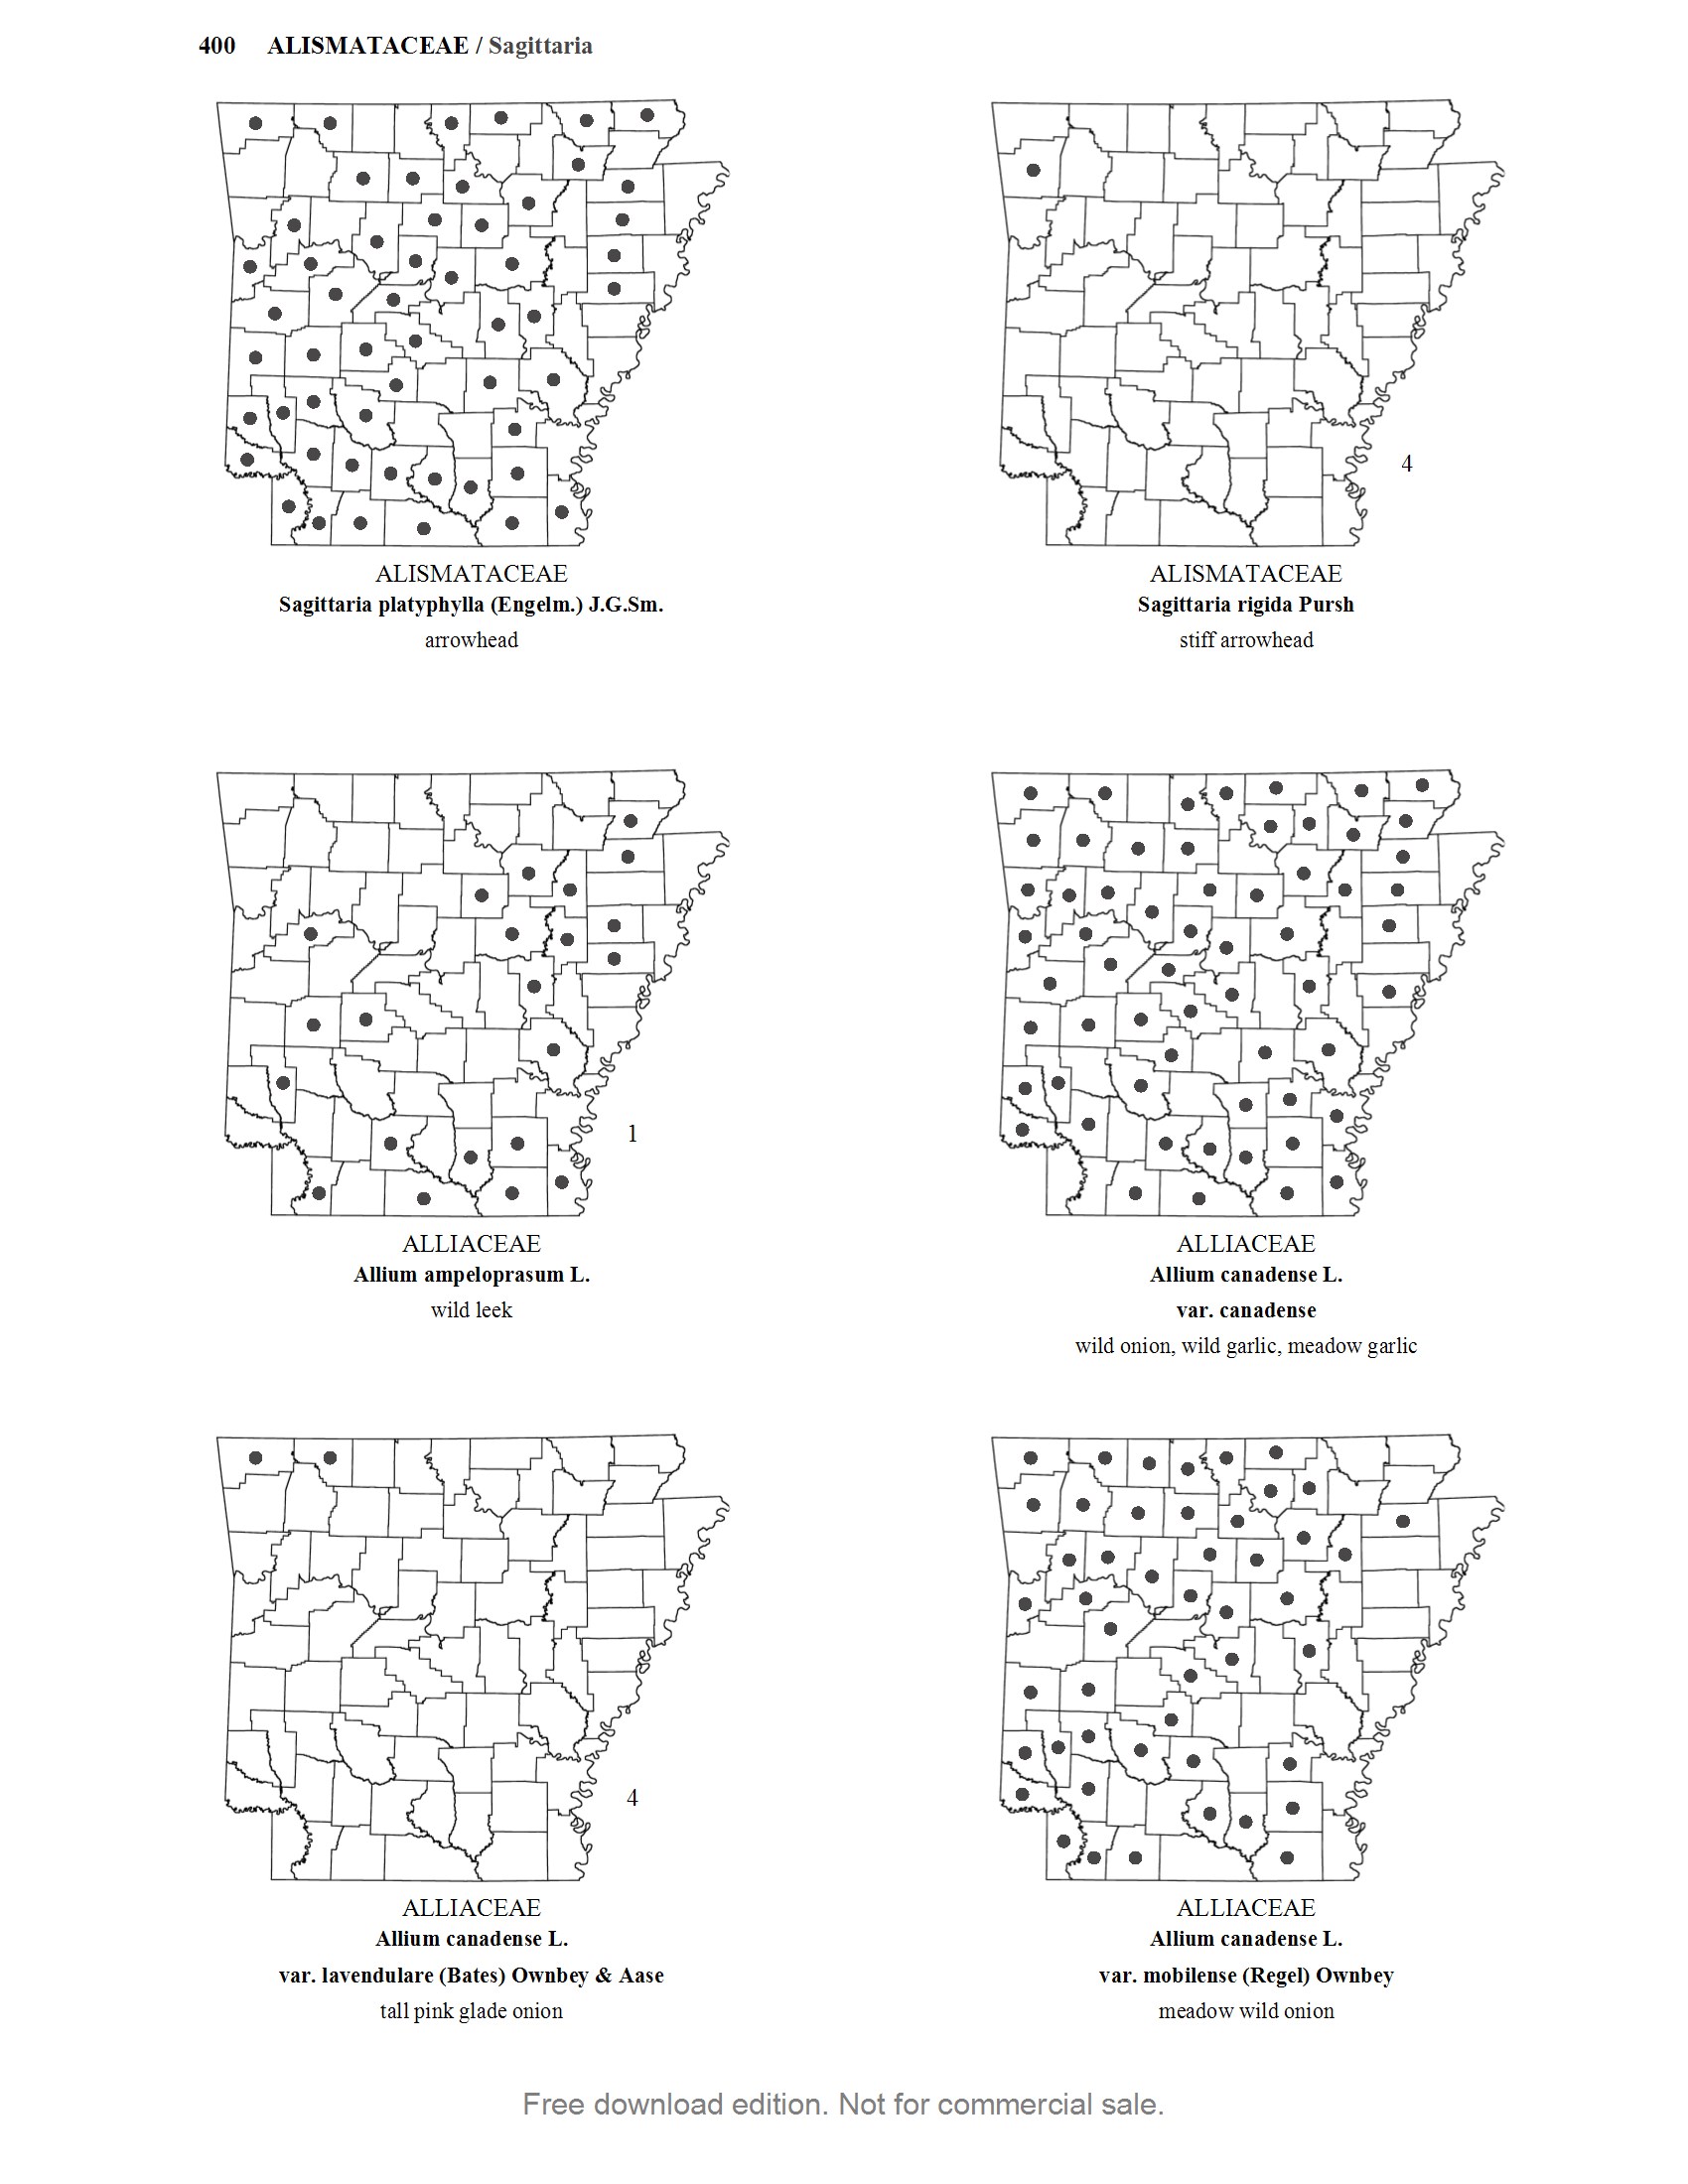 400 ALISMATACEAE / Sagittaria
ALISMATACEAE
Sagittaria platyphylla (Engelm.) J.G.Sm.
arrowhead
4
ALISMATACEAE
Sagittaria rigida Pursh
stiff arrowhead
1
ALLIACEAE
Allium ampeloprasum L.
wild leek
ALLIACEAE
Allium canadense L.
var. canadense
wild onion, wild garlic, meadow garlic
4
ALLIACEAE
Allium canadense L.
var. lavendulare (Bates) Ownbey & Aase
tall pink glade onion
ALLIACEAE
Allium canadense L.
var. mobilense (Regel) Ownbey
meadow wild onion
Free download edition. Not for commercial sale.